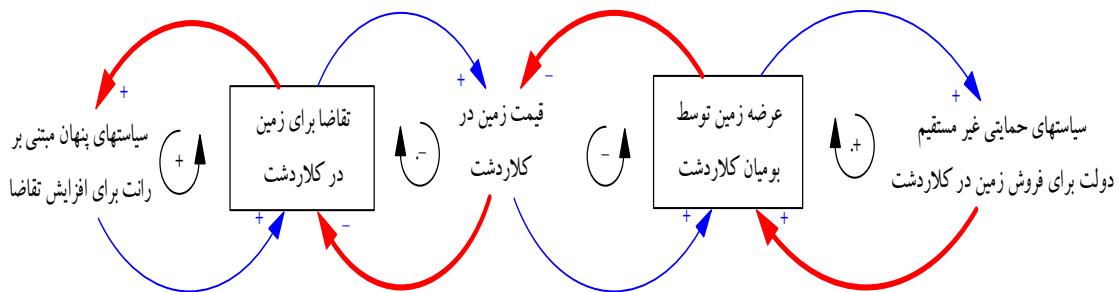 سیاستهای حمایتی غیر مستقیم
دولت برای فروش زمین در کلاردشت
عرضه زمین توسط
بومیان کلاردشت
قیمت زمین در
کلاردشت
تقاضا برای زمین
در کلاردشت
سیاستهای پنهان مبتنی بر
رانت برای افزایش تقاضا
+
+
+
+
−
−
+
+
+
−
.−
−
.+